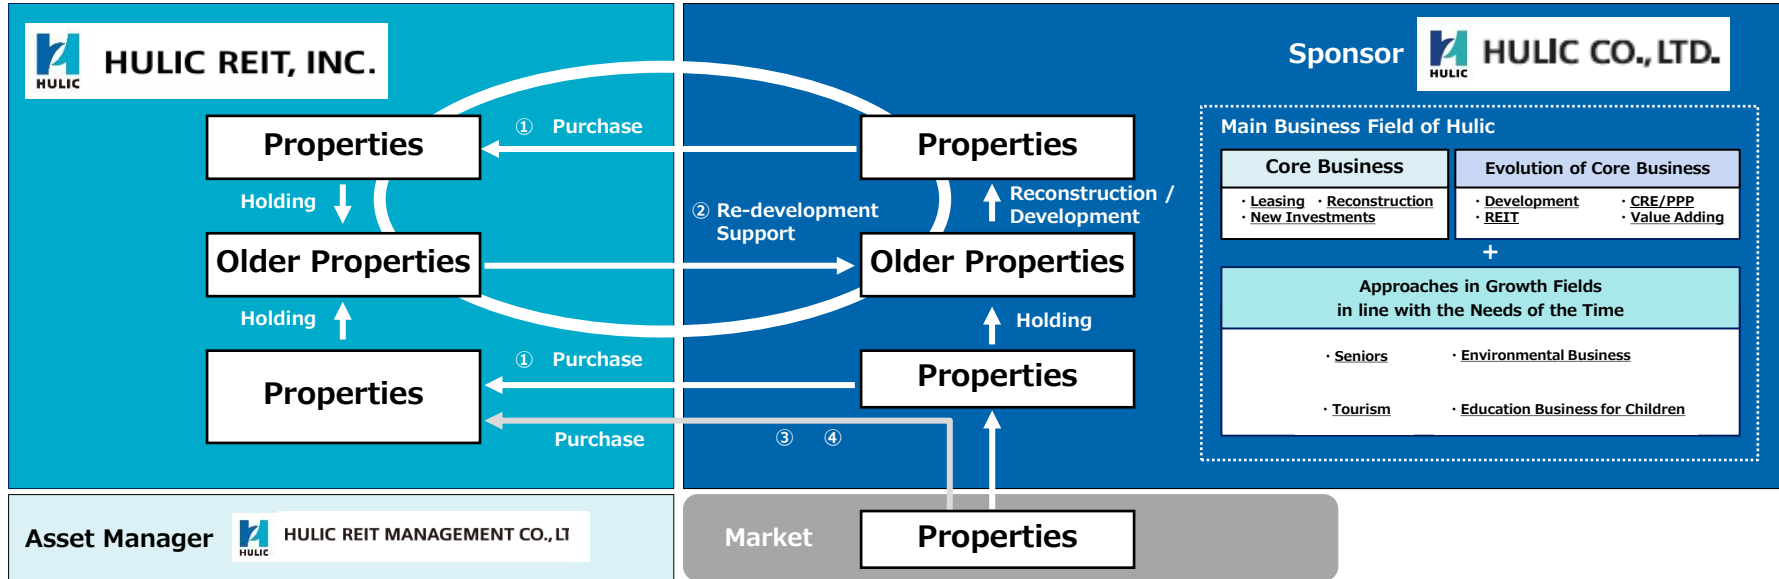 HULIC
HULIC REIT, INC.
Properties
Holding
Older Properties
Holding
Properties
① Purchase
② Re-development
Support
① Purchase
Purchase
③ ④
Sponsor
HULIC
HULIC CO., LTD.
Properties
Reconstruction /
Development
Older Properties
Holding
Properties
Main Business Field of Hulic
Core Business
・Leasing ・Reconstruction
・New Investments
Evolution of Core Business
・Development ・CRE/PPP
・REIT ・Value Adding
+
Approaches in Growth Fields
in line with the Needs of the Time
・Seniors ・Environmental Business
・Tourism ・Education Business for Children
Asset Manager
HULIC
HULIC REIT MANAGEMENT CO., LT
Market
Properties